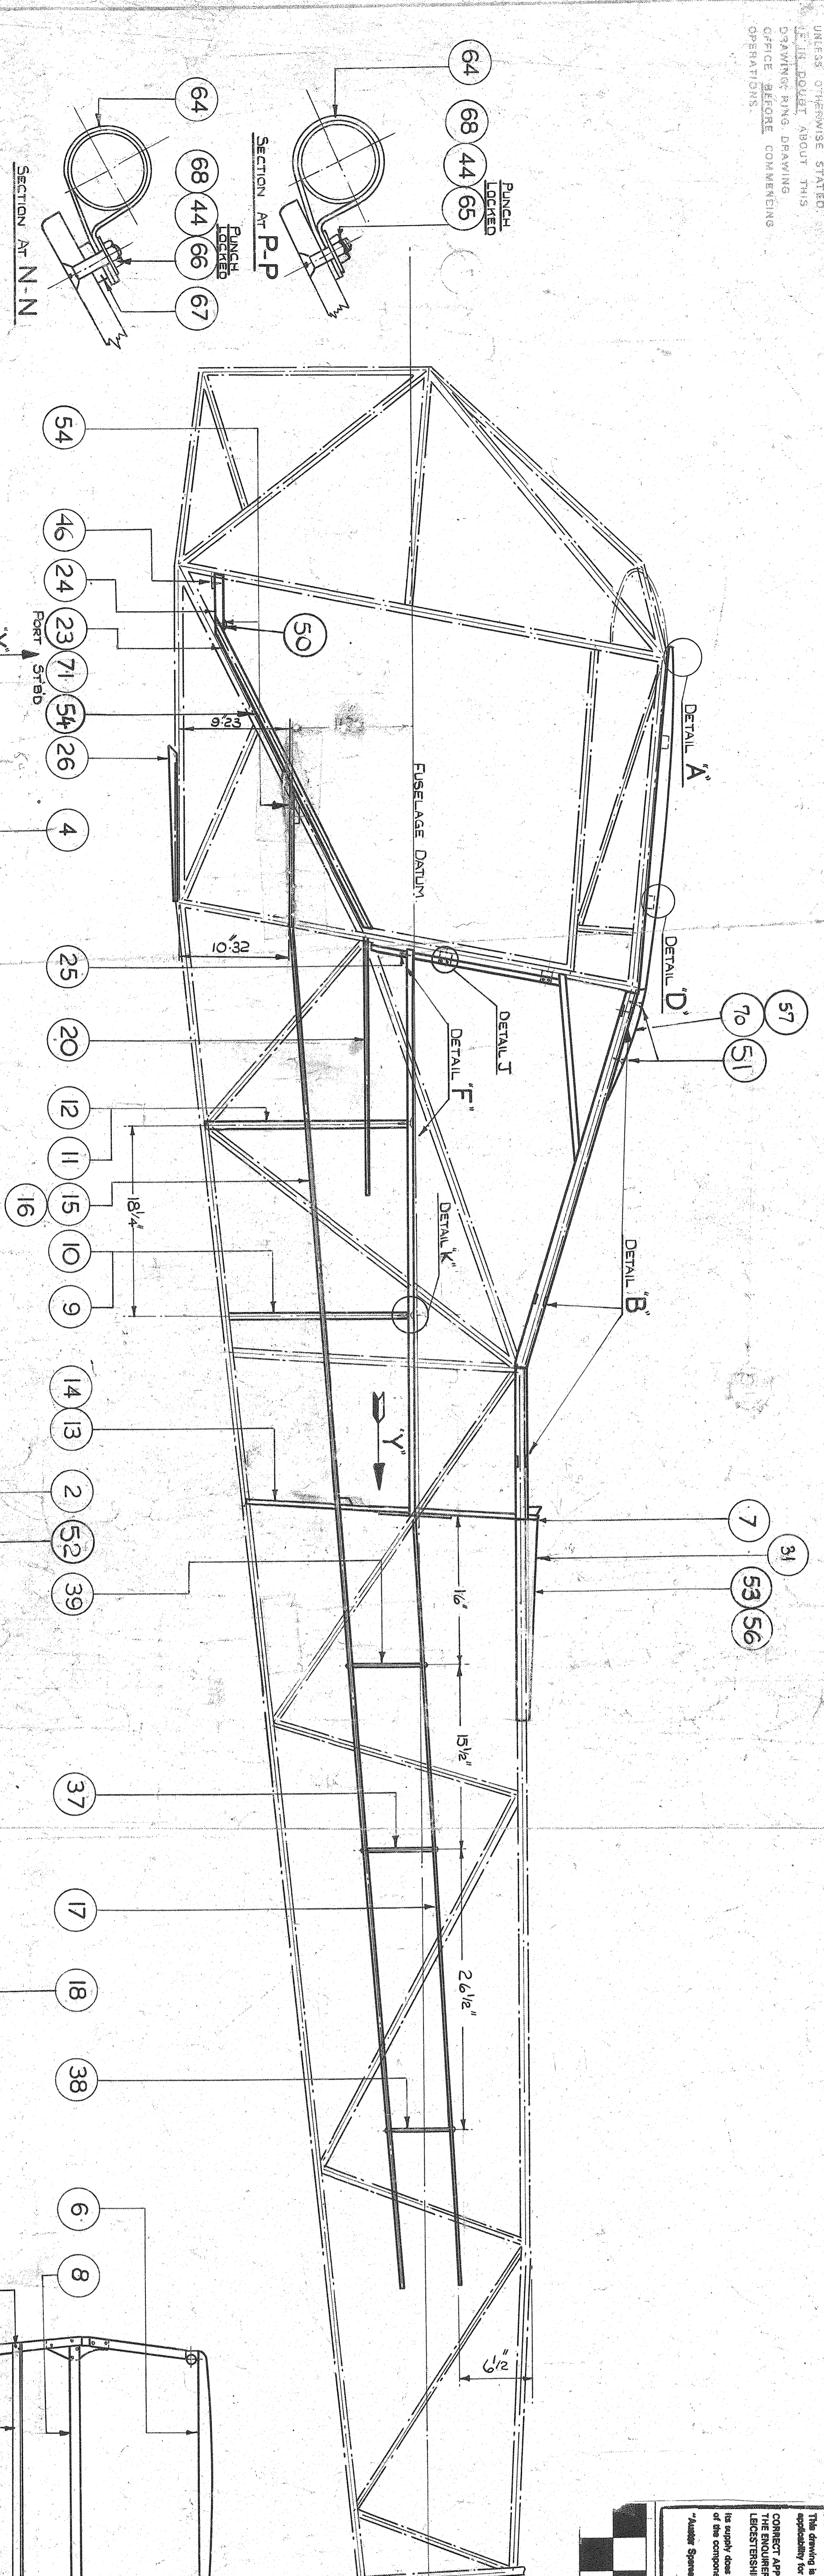 UNLESS OTHERWISE STATED.
IF IN DOUBT ABOUT THIS
DRAWING, RING DRAWING
OFFICE BEFORE COMMENCING
OPERATIONS.
64
68 44 65
PUNCH LOCKED
SECTION AT P-P
64
68 44 66 67
PUNCH LOCKED
SECTION AT N-N
DETAIL "A"
DETAIL "D"
57
70
51
DETAIL "B"
7
31
53 56
54
50
FUSELAGE DATUM.
9·23
10·32"
DETAIL J
DETAIL "F"
DETAIL "K"
"Y"
18¼"
16"
15½"
26½"
6½"
46
24
23
PORT
71
ST'B'D
54
26
4
25
20
12
11
15
16
10
9
14
13
2
52
39
37
17
18
38
6
8
This drawing is
applicability for
CORRECT APP
THE ENQUIRER
LEICESTERSHI
Its supply does
of the compone
"Auster Spares